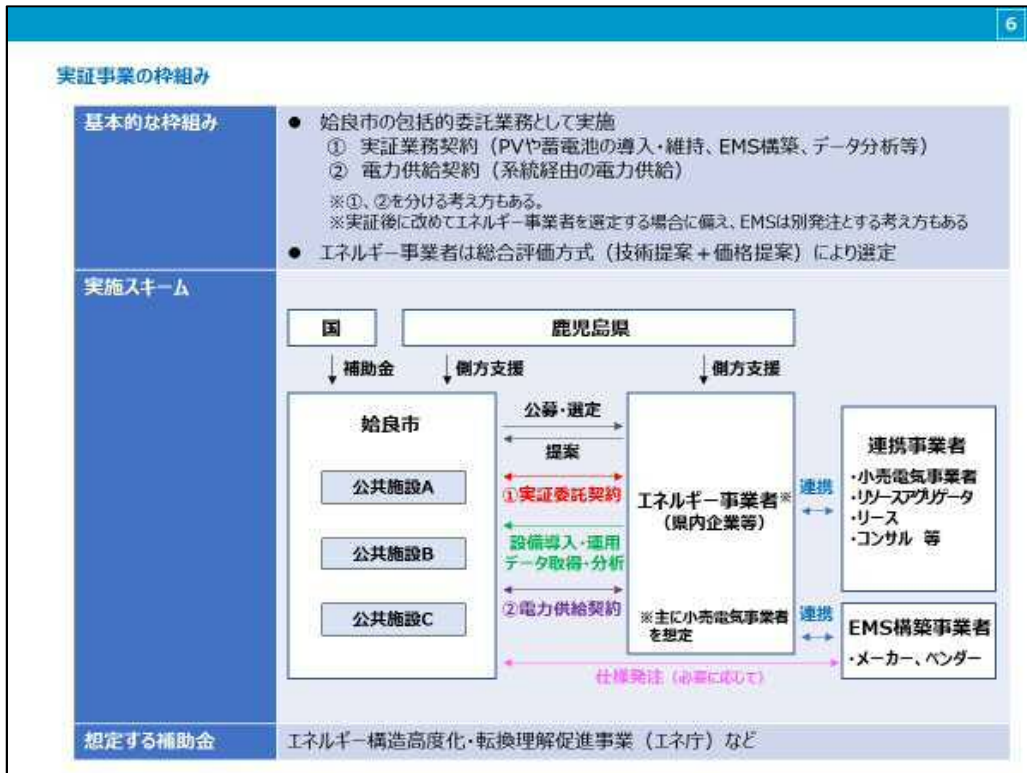 6
実証事業の枠組み
基本的な枠組み
● 姶良市の包括的委託業務として実施
① 実証業務契約（PVや蓄電池の導入・維持、EMS構築、データ分析等）
② 電力供給契約（系統経由の電力供給）
※①、②を分ける考え方もある。
※実証後に改めてエネルギー事業者を選定する場合に備え、EMSは別発注とする考え方もある
● エネルギー事業者は総合評価方式（技術提案＋価格提案）により選定
実施スキーム
国
鹿児島県
補助金
側方支援
側方支援
姶良市
公共施設A
公共施設B
公共施設C
公募・選定
提案
①実証委託契約
設備導入・運用
データ取得・分析
②電力供給契約
エネルギー事業者※
（県内企業等）
※主に小売電気事業者
を想定
連携
連携
連携事業者
・小売電気事業者
・リソースアグリゲータ
・リース
・コンサル 等
EMS構築事業者
・メーカー、ベンダー
仕様発注（必要に応じて）
想定する補助金
エネルギー構造高度化・転換理解促進事業（エネ庁）など